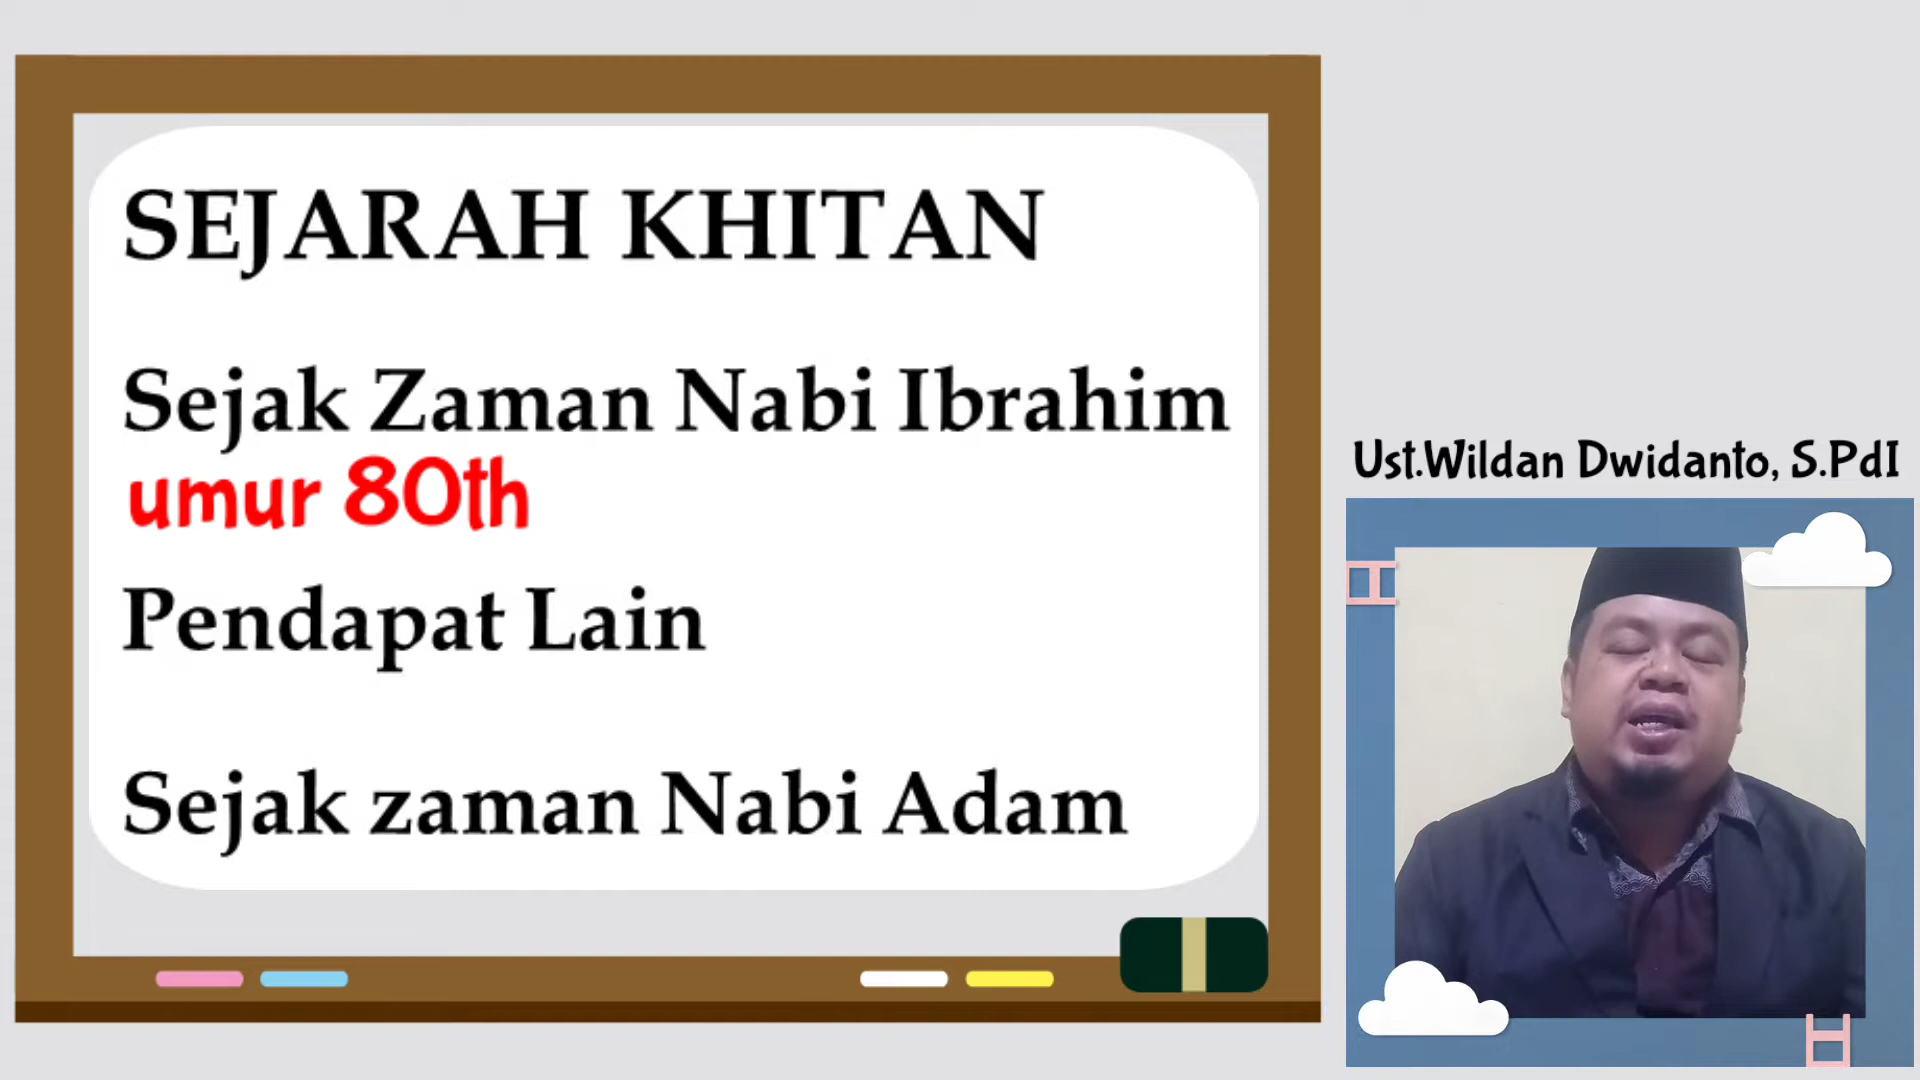 SEJARAH KHITAN
Sejak Zaman Nabi Ibrahim
umur 80th
Pendapat Lain
Sejak zaman Nabi Adam
Ust.Wildan Dwidanto, S.PdI